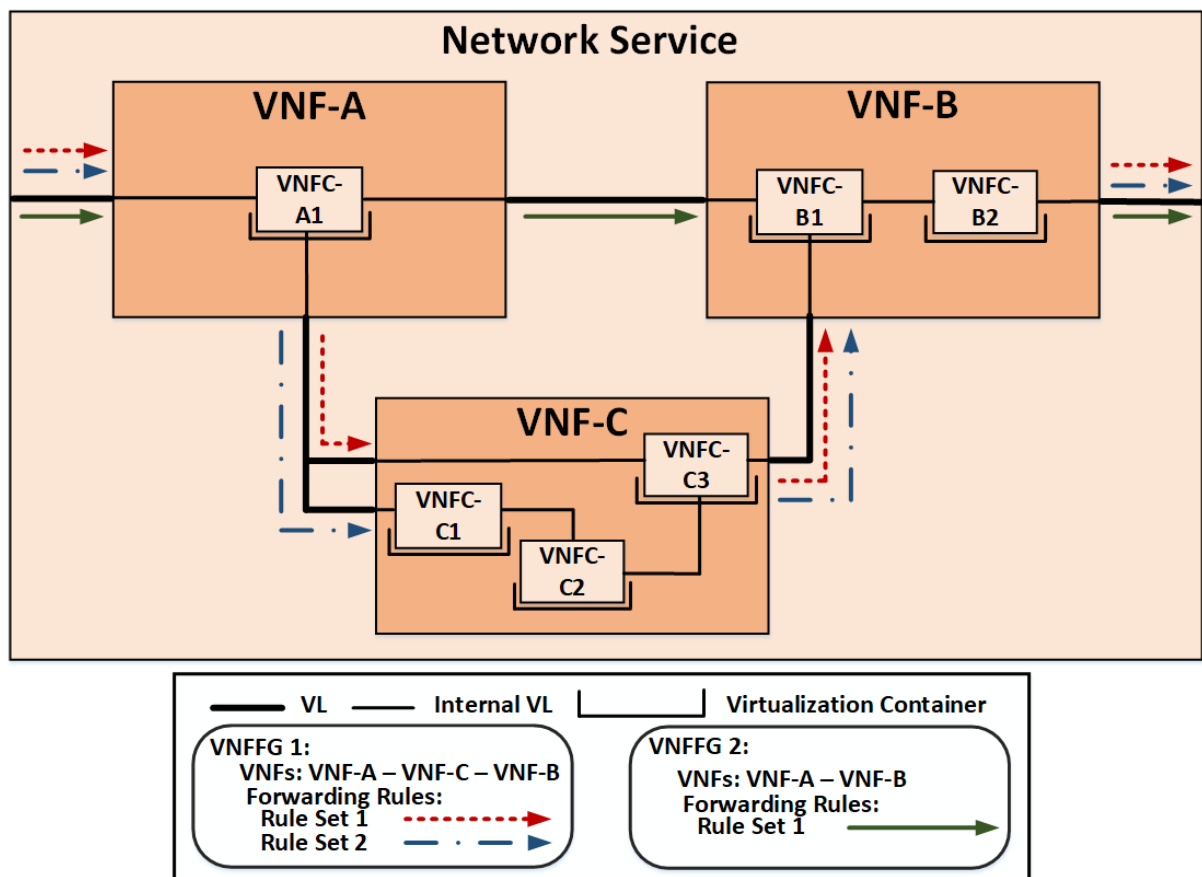 Network Service
VNF-A
VNF-B
VNFC-
A1
VNFC-
B1
VNFC-
B2
VNF-C
VNFC-
C3
VNFC-
C1
VNFC-
C2
VL
Internal VL
Virtualization Container
VNFFG 1:
VNFs: VNF-A – VNF-C – VNF-B
Forwarding Rules:
Rule Set 1
Rule Set 2
VNFFG 2:
VNFs: VNF-A – VNF-B
Forwarding Rules:
Rule Set 1